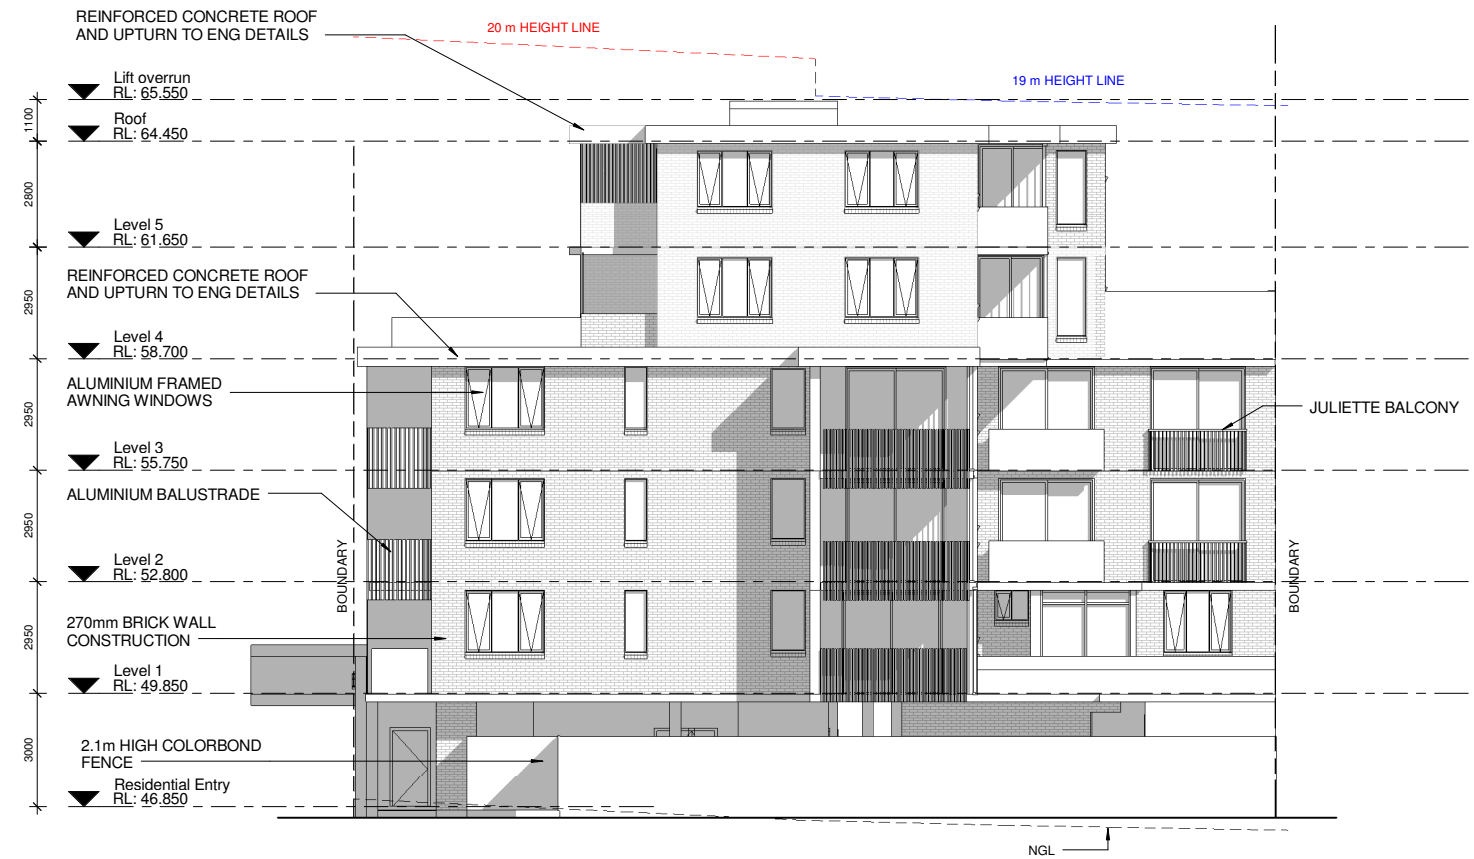 REINFORCED CONCRETE ROOF
AND UPTURN TO ENG DETAILS
20 m HEIGHT LINE
19 m HEIGHT LINE
Lift overrun
RL: 65.550
1100
Roof
RL: 64.450
2800
Level 5
RL: 61.650
REINFORCED CONCRETE ROOF
AND UPTURN TO ENG DETAILS
2950
Level 4
RL: 58.700
ALUMINIUM FRAMED
AWNING WINDOWS
2950
JULIETTE BALCONY
Level 3
RL: 55.750
ALUMINIUM BALUSTRADE
2950
Level 2
RL: 52.800
BOUNDARY
BOUNDARY
270mm BRICK WALL
CONSTRUCTION
2950
Level 1
RL: 49.850
2.1m HIGH COLORBOND
FENCE
3000
Residential Entry
RL: 46.850
NGL